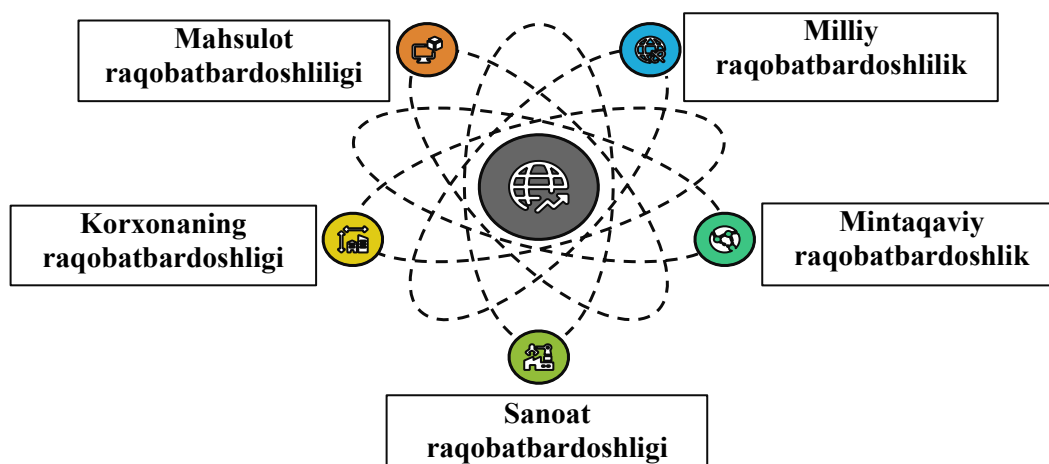 Mahsulot
raqobatbardoshliligi
Milliy
raqobatbardoshlilik
Korxonaning
raqobatbardoshligi
Mintaqaviy
raqobatbardoshlik
Sanoat
raqobatbardoshligi